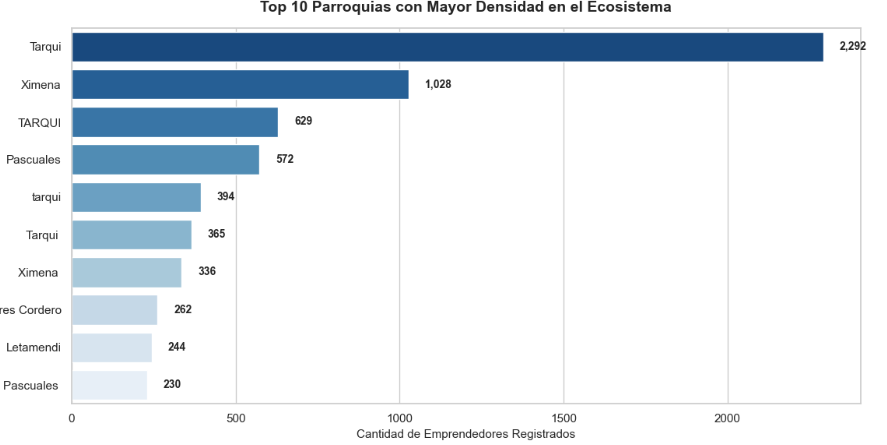 Top 10 Parroquias con Mayor Densidad en el Ecosistema
Tarqui 2,292
Ximena 1,028
TARQUI 629
Pascuales 572
tarqui 394
Tarqui 365
Ximena 336
res Cordero 262
Letamendi 244
Pascuales 230
0 500 1000 1500 2000
Cantidad de Emprendedores Registrados